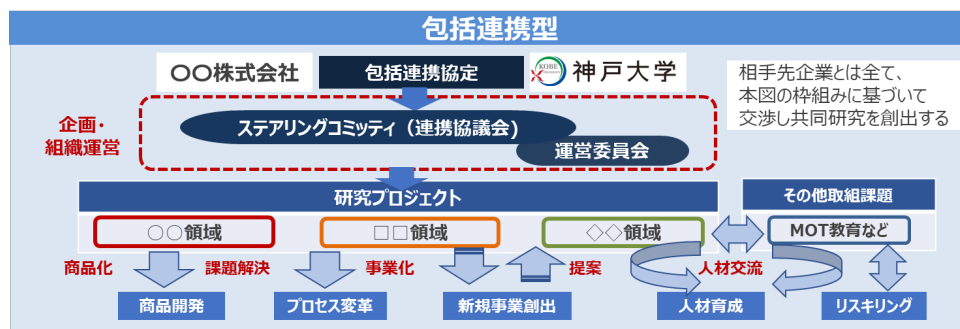 包括連携型
〇〇株式会社
包括連携協定
KOBE
神戸大学
相手先企業とは全て、
本図の枠組みに基づいて
交渉し共同研究を創出する
企画・
組織運営
ステアリングコミッティ（連携協議会）
運営委員会
研究プロジェクト
その他取組課題
○○領域
□□領域
◇◇領域
MOT教育など
商品化
課題解決
事業化
提案
人材交流
商品開発
プロセス変革
新規事業創出
人材育成
リスキリング